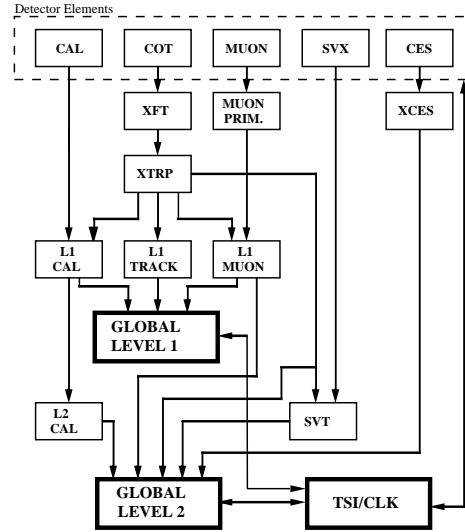 Detector Elements
CAL
COT
MUON
SVX
CES
XFT
MUON
PRIM.
XCES
XTRP
L1
CAL
L1
TRACK
L1
MUON
GLOBAL
LEVEL 1
L2
CAL
SVT
GLOBAL
LEVEL 2
TSI/CLK